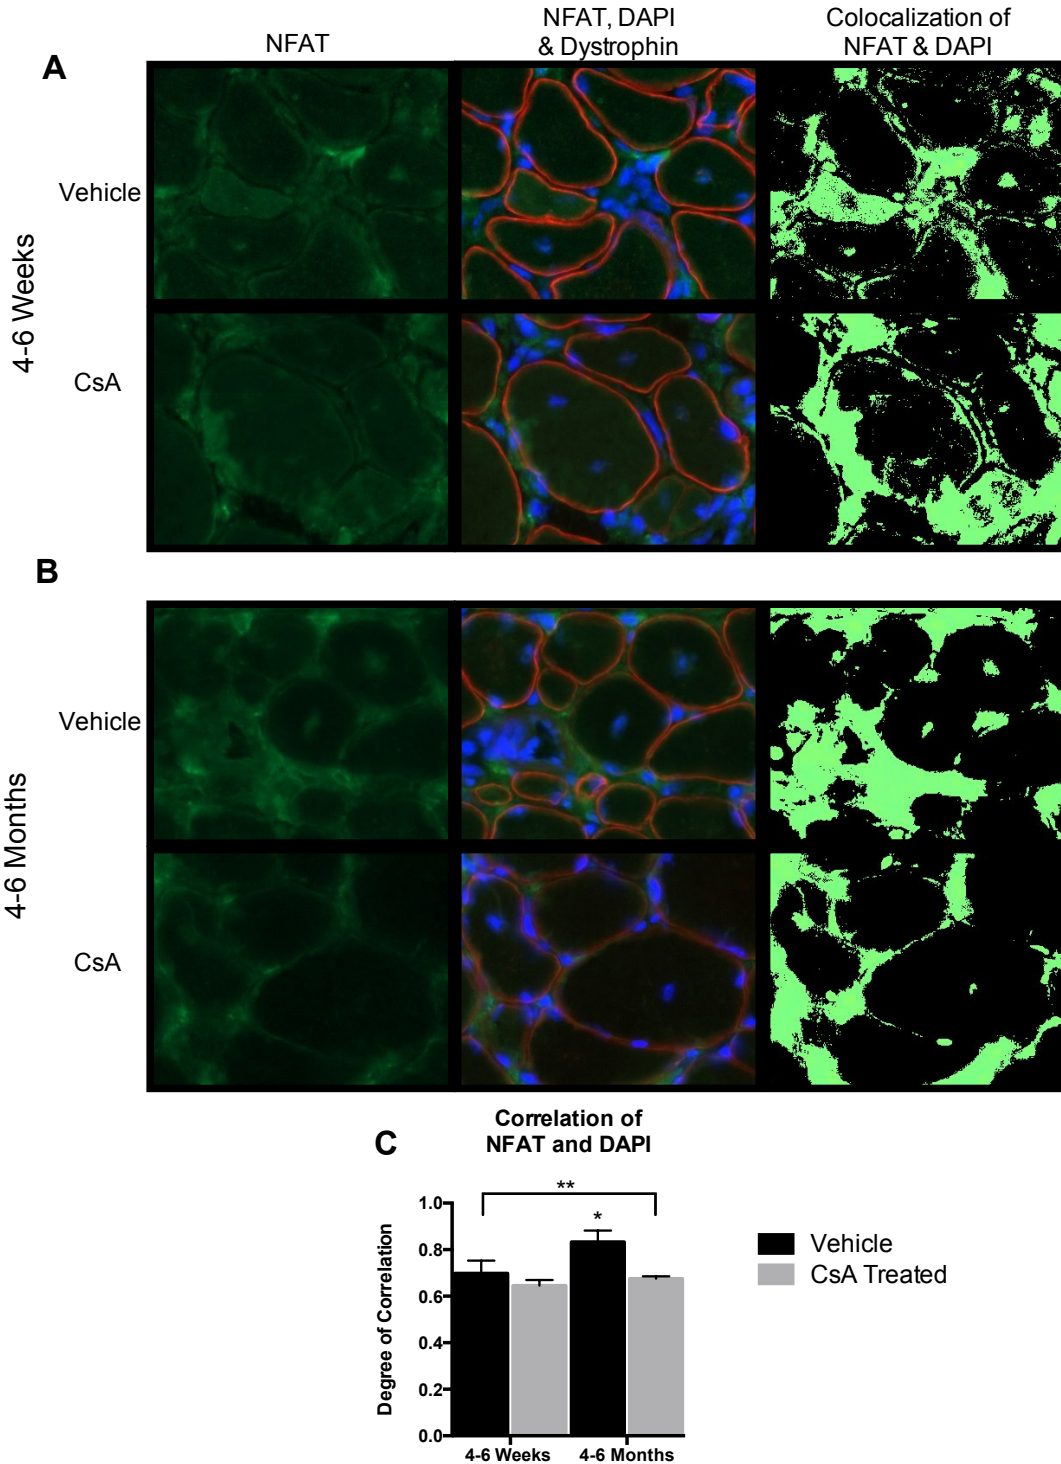 NFAT
NFAT, DAPI
& Dystrophin
Colocalization of
NFAT & DAPI
A
4-6 Weeks
Vehicle
CsA
B
4-6 Months
Vehicle
CsA
C
Correlation of
NFAT and DAPI
**
*
Degree of Correlation
1.0
0.8
0.6
0.4
0.2
0.0
4-6 Weeks
4-6 Months
Vehicle
CsA Treated